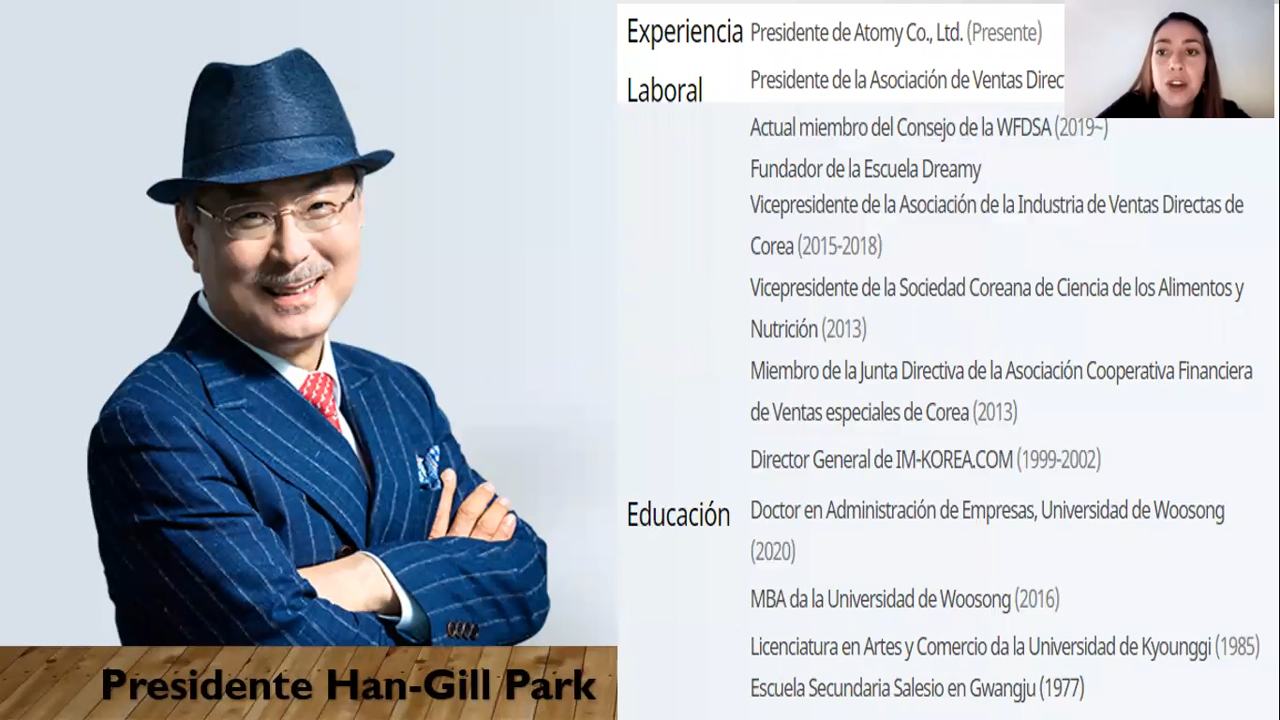 Experiencia
Laboral
Presidente de Atomy Co., Ltd. (Presente)
Presidente de la Asociación de Ventas
Actual miembro del Consejo de la WFDSA (2019~)
Fundador de la Escuela Dreamy
Vicepresidente de la Asociación de la Industria de Ventas Directas de
Corea (2015-2018)
Vicepresidente de la Sociedad Coreana de Ciencia de los Alimentos y
Nutrición (2013)
Miembro de la Junta Directiva de la Asociación Cooperativa Financiera
de Ventas especiales de Corea (2013)
Director General de IM-KOREA.COM (1999-2002)
Educación
Doctor en Administración de Empresas, Universidad de Woosong
(2020)
MBA da la Universidad de Woosong (2016)
Licenciatura en Artes y Comercio da la Universidad de Kyounggi (1985)
Escuela Secundaria Salesio en Gwangju (1977)
Presidente Han-Gill Park